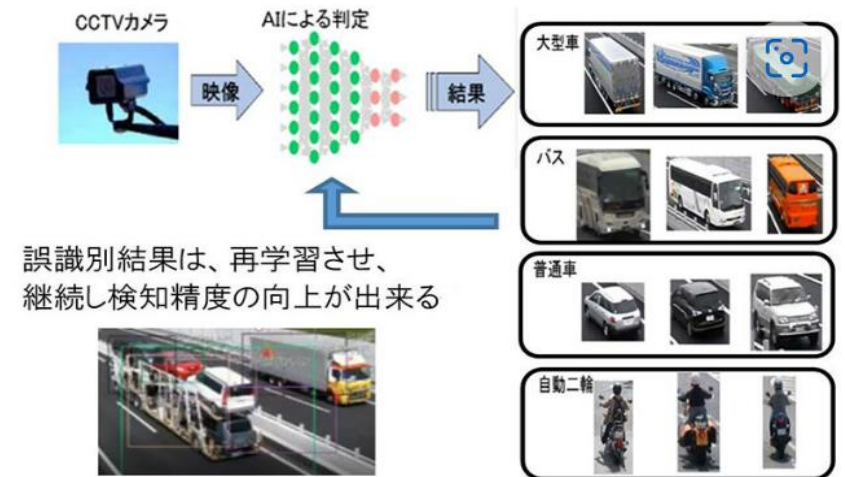 CCTVカメラ
AIによる判定
映像
結果
大型車
バス
普通車
自動二輪
誤識別結果は、再学習させ、
継続し検知精度の向上が出来る